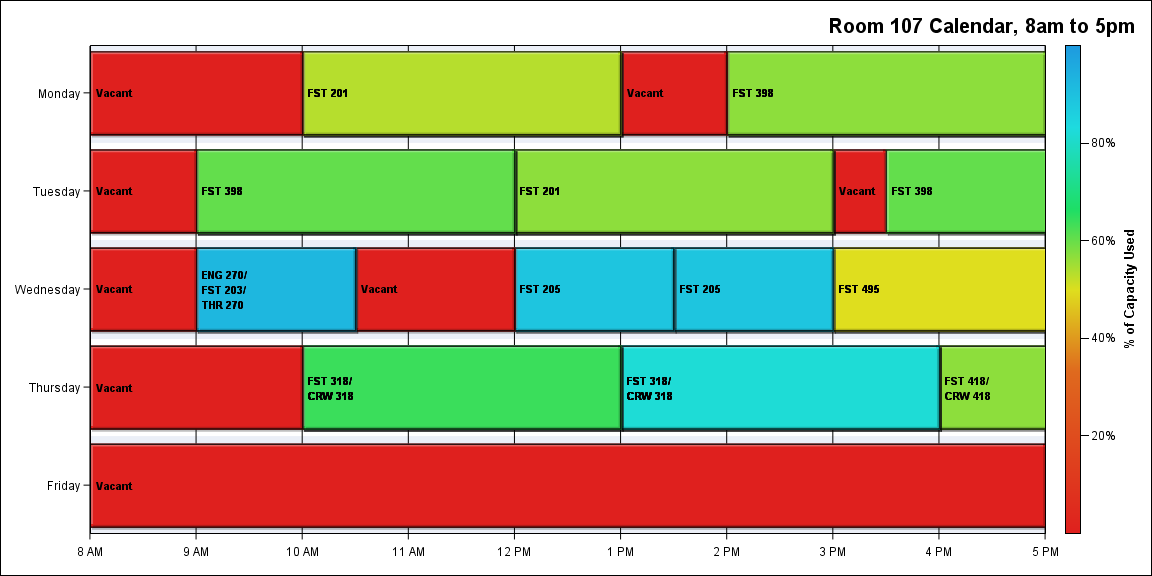 Room 107 Calendar, 8am to 5pm
Monday
Vacant
FST 201
Vacant
FST 398
Tuesday
Vacant
FST 398
FST 201
Vacant
FST 398
Wednesday
Vacant
ENG 270/
FST 203/
THR 270
Vacant
FST 205
FST 205
FST 495
Thursday
Vacant
FST 318/
CRW 318
FST 318/
CRW 318
FST 418/
CRW 418
Friday
Vacant
8 AM
9 AM
10 AM
11 AM
12 PM
1 PM
2 PM
3 PM
4 PM
5 PM
80%
60%
40%
20%
% of Capacity Used